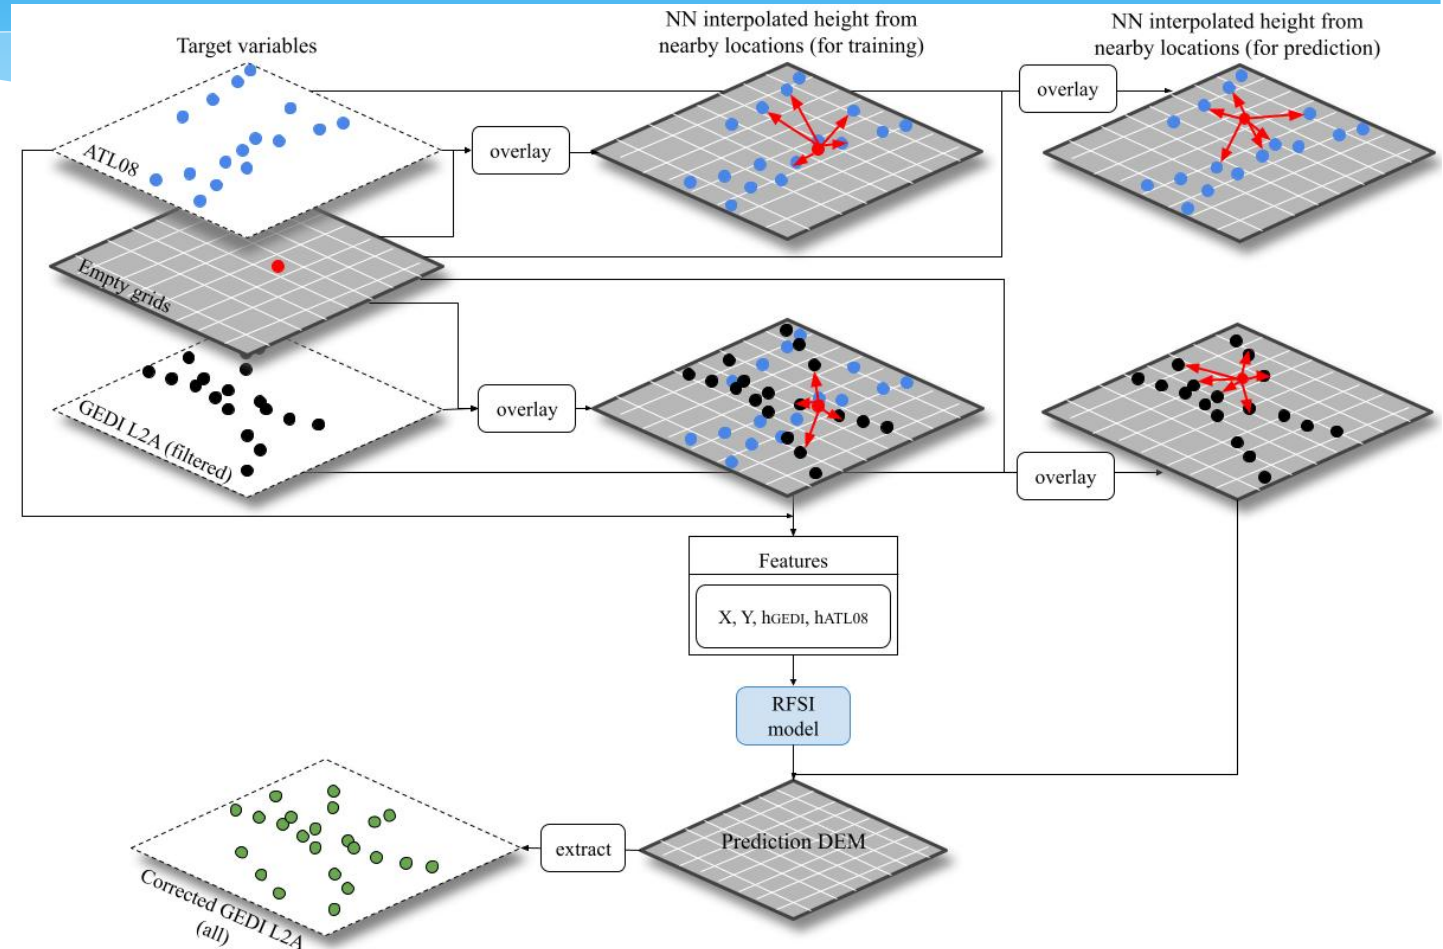 Target variables
NN interpolated height from
nearby locations (for training)
NN interpolated height from
nearby locations (for prediction)
ATL08
overlay
overlay
Empty grids
GEDI L2A (filtered)
overlay
overlay
Features
X, Y, hGEDI, hATL08
RFSI
model
Prediction DEM
extract
Corrected GEDI L2A
(all)